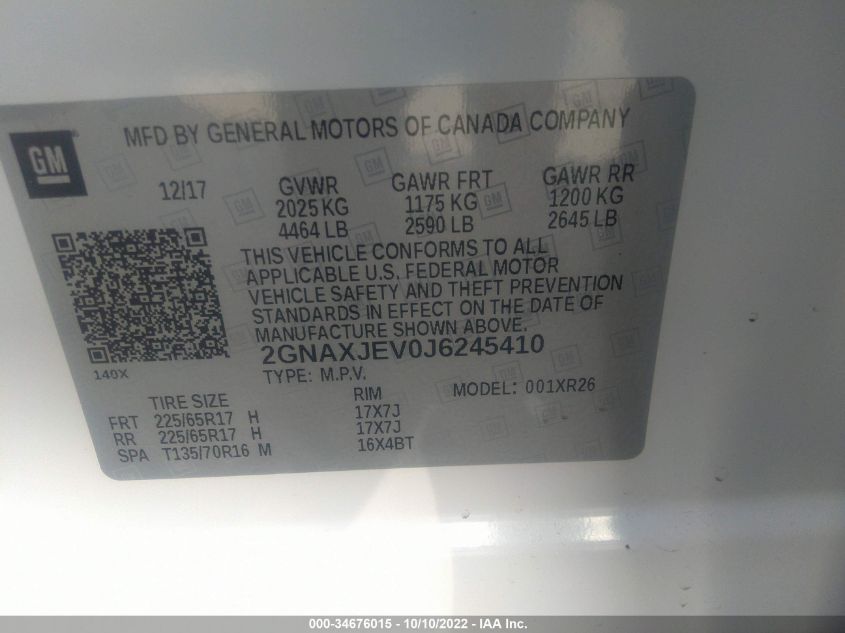 MFD BY GENERAL MOTORS OF CANADA COMPANY
GM
12/17 GVWR GAWR FRT GAWR RR
2025 KG 1175 KG 1200 KG
4464 LB 2590 LB 2645 LB
THIS VEHICLE CONFORMS TO ALL
APPLICABLE U.S. FEDERAL MOTOR
VEHICLE SAFETY AND THEFT PREVENTION
STANDARDS IN EFFECT ON THE DATE OF
MANUFACTURE SHOWN ABOVE.
2GNAXJEV0J6245410
140X
TYPE: M.P.V. MODEL: 001XR26
TIRE SIZE RIM
FRT 225/65R17 H 17X7J
RR 225/65R17 H 17X7J
SPA T135/70R16 M 16X4BT
000-34676015 - 10/10/2022 - IAA Inc.